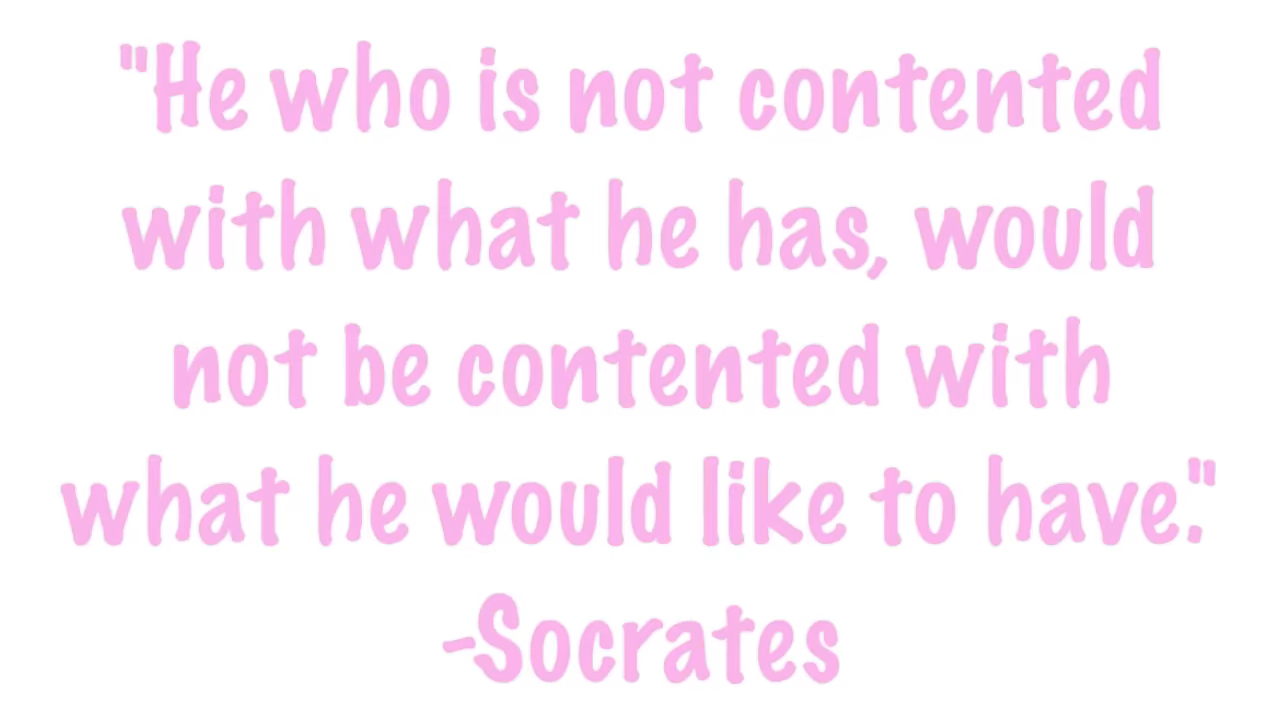 "He who is not contented
with what he has, would
not be contented with
what he would like to have."
-Socrates